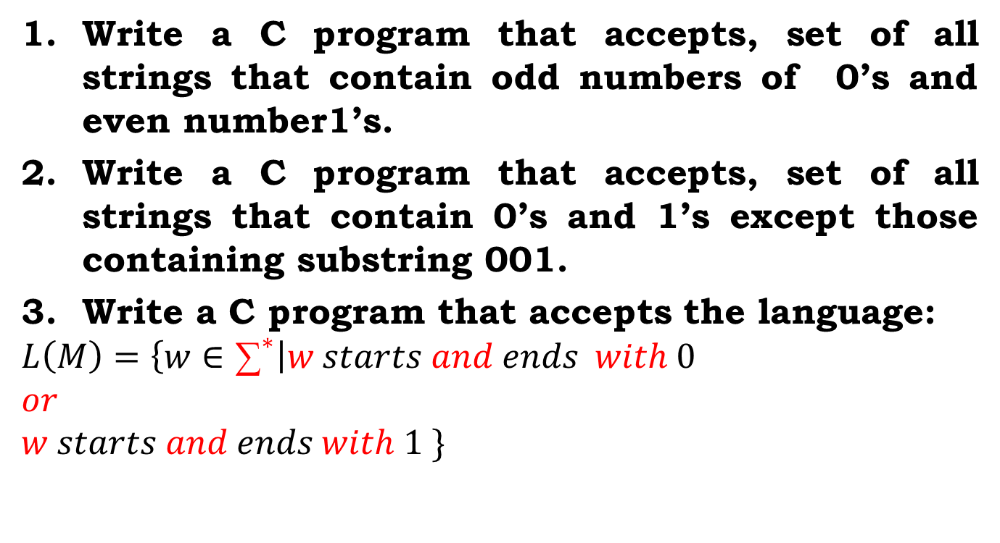 1. Write a C program that accepts, set of all
strings that contain odd numbers of 0’s and
even number1’s.
2. Write a C program that accepts, set of all
strings that contain 0’s and 1’s except those
containing substring 001.
3. Write a C program that accepts the language:
𝐿(𝑀) = {𝑤 ∈ ∑*|𝑤 𝑠𝑡𝑎𝑟𝑡𝑠 𝑎𝑛𝑑 𝑒𝑛𝑑𝑠 𝑤𝑖𝑡ℎ 0
𝑜𝑟
𝑤 𝑠𝑡𝑎𝑟𝑡𝑠 𝑎𝑛𝑑 𝑒𝑛𝑑𝑠 𝑤𝑖𝑡ℎ 1 }